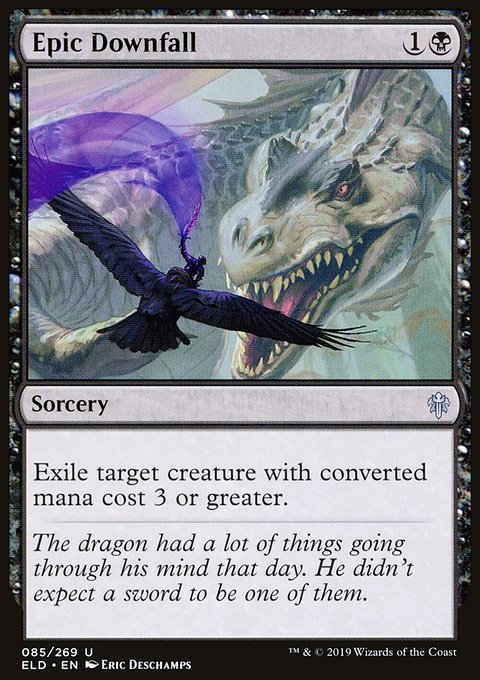 Epic Downfall 1
Sorcery
Exile target creature with converted
mana cost 3 or greater.
The dragon had a lot of things going
through his mind that day. He didn't
expect a sword to be one of them.
085/269 U
ELD • EN Eric Deschamps
™ & © 2019 Wizards of the Coast